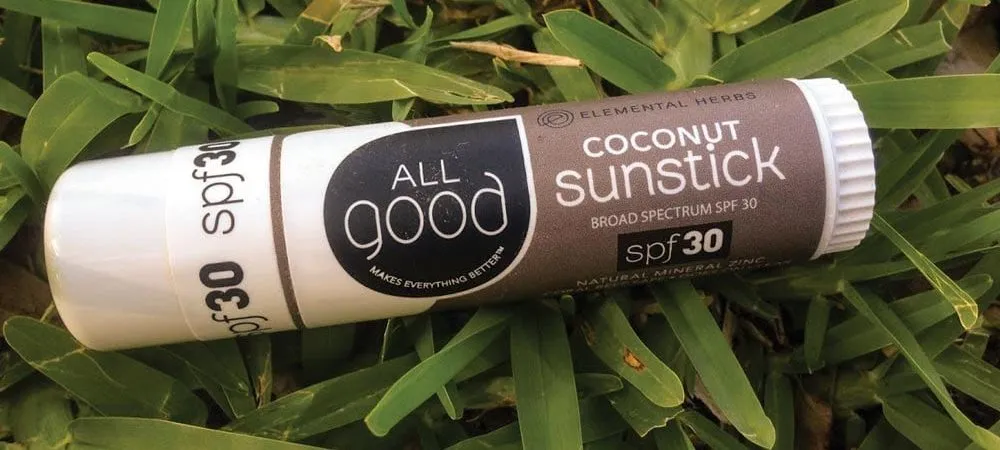 spf30
spf30
ALL
good
MAKES EVERYTHING BETTER™
ELEMENTAL HERBS
COCONUT
sunstick
BROAD SPECTRUM SPF 30
spf30
NATURAL MINERAL ZINC